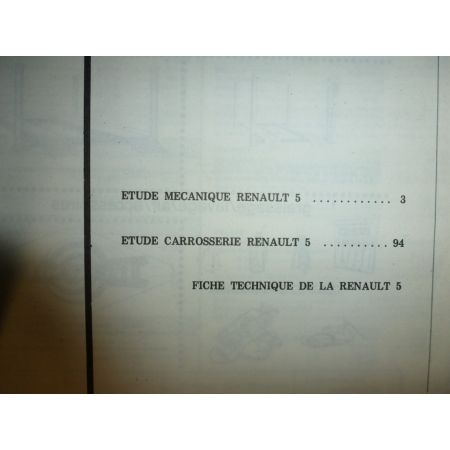 ETUDE MECANIQUE RENAULT 5 ............ 3
ETUDE CARROSSERIE RENAULT 5 .......... 94
FICHE TECHNIQUE DE LA RENAULT 5